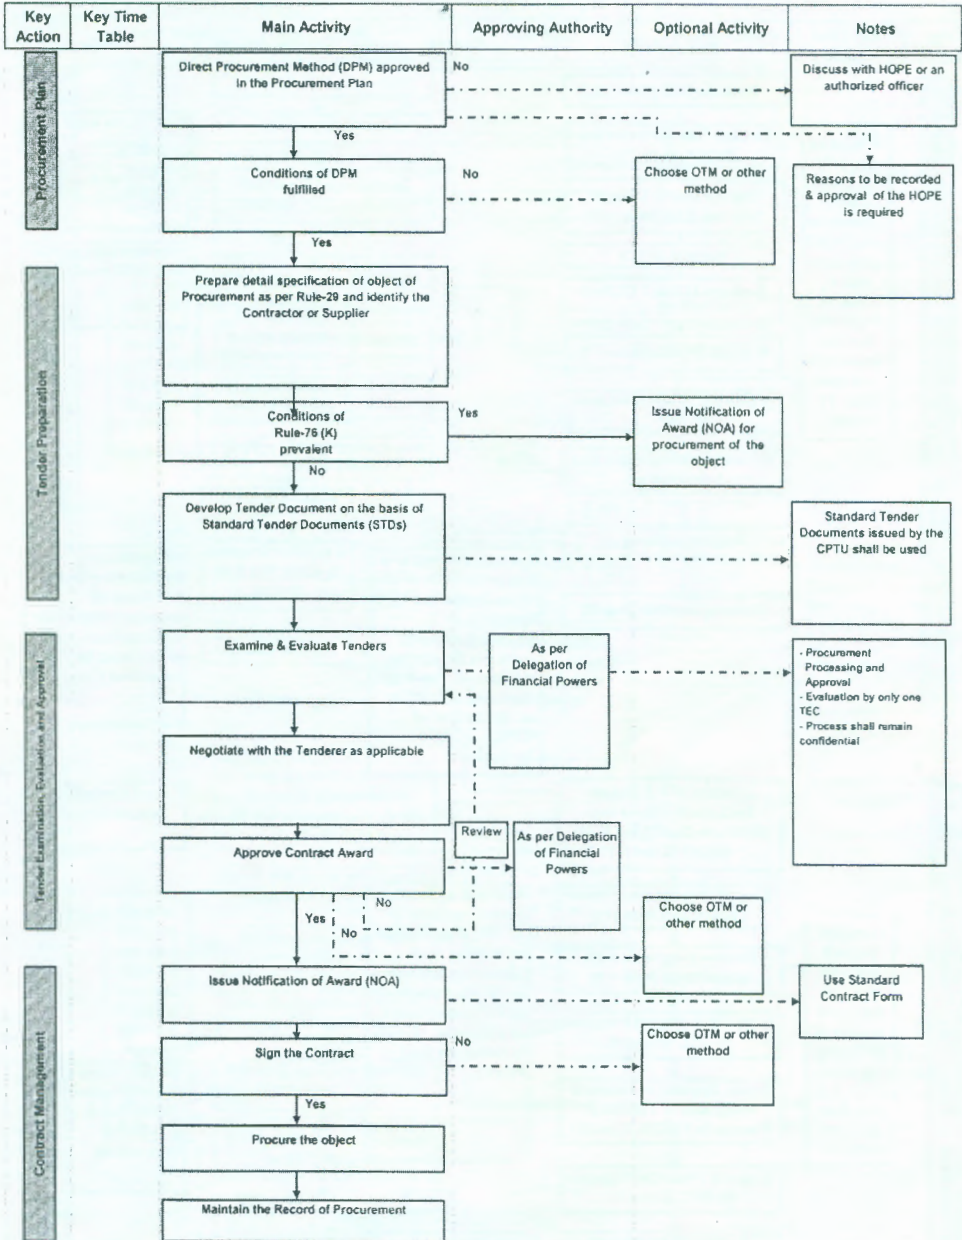 Key
Action
Key Time
Table
Main Activity
Approving Authority
Optional Activity
Notes
Procurement Plan
Direct Procurement Method (DPM) approved
in the Procurement Plan
No
Discuss with HOPE or an
authorized officer
Yes
Conditions of DPM
fulfilled
No
Choose OTM or other
method
Reasons to be recorded
& approval of the HOPE
is required
Yes
Tender Preparation
Prepare detail specification of object of
Procurement as per Rule-29 and identify the
Contractor or Supplier
Conditions of
Rule-76 (K)
prevalent
Yes
Issue Notification of
Award (NOA) for
procurement of the
object
No
Develop Tender Document on the basis of
Standard Tender Documents (STDs)
Standard Tender
Documents issued by the
CPTU shall be used
Tender Examination, Evaluation and Approval
Examine & Evaluate Tenders
As per
Delegation of
Financial Powers
- Procurement
Processing and
Approval
- Evaluation by only one
TEC
- Process shall remain
confidential
Negotiate with the Tenderer as applicable
Review
Approve Contract Award
As per Delegation
of Financial
Powers
No
Yes
No
Choose OTM or
other method
Contract Management
Issue Notification of Award (NOA)
Use Standard
Contract Form
Sign the Contract
No
Choose OTM or other
method
Yes
Procure the object
Maintain the Record of Procurement